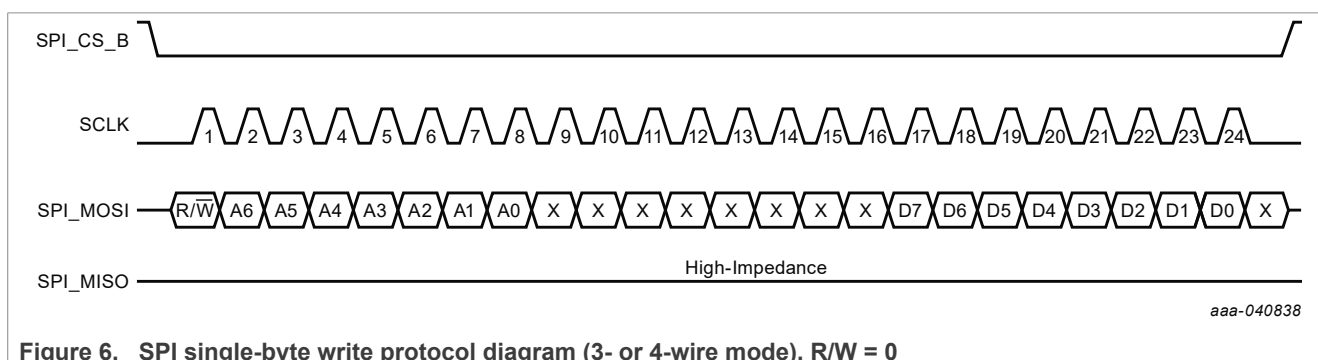 SPI_CS_B
SCLK 1 2 3 4 5 6 7 8 9 10 11 12 13 14 15 16 17 18 19 20 21 22 23 24
SPI_MOSI R/W̅ A6 A5 A4 A3 A2 A1 A0 X X X X X X X X D7 D6 D5 D4 D3 D2 D1 D0 X
High-Impedance
SPI_MISO
aaa-040838
Figure 6. SPI single-byte write protocol diagram (3- or 4-wire mode), R/W = 0